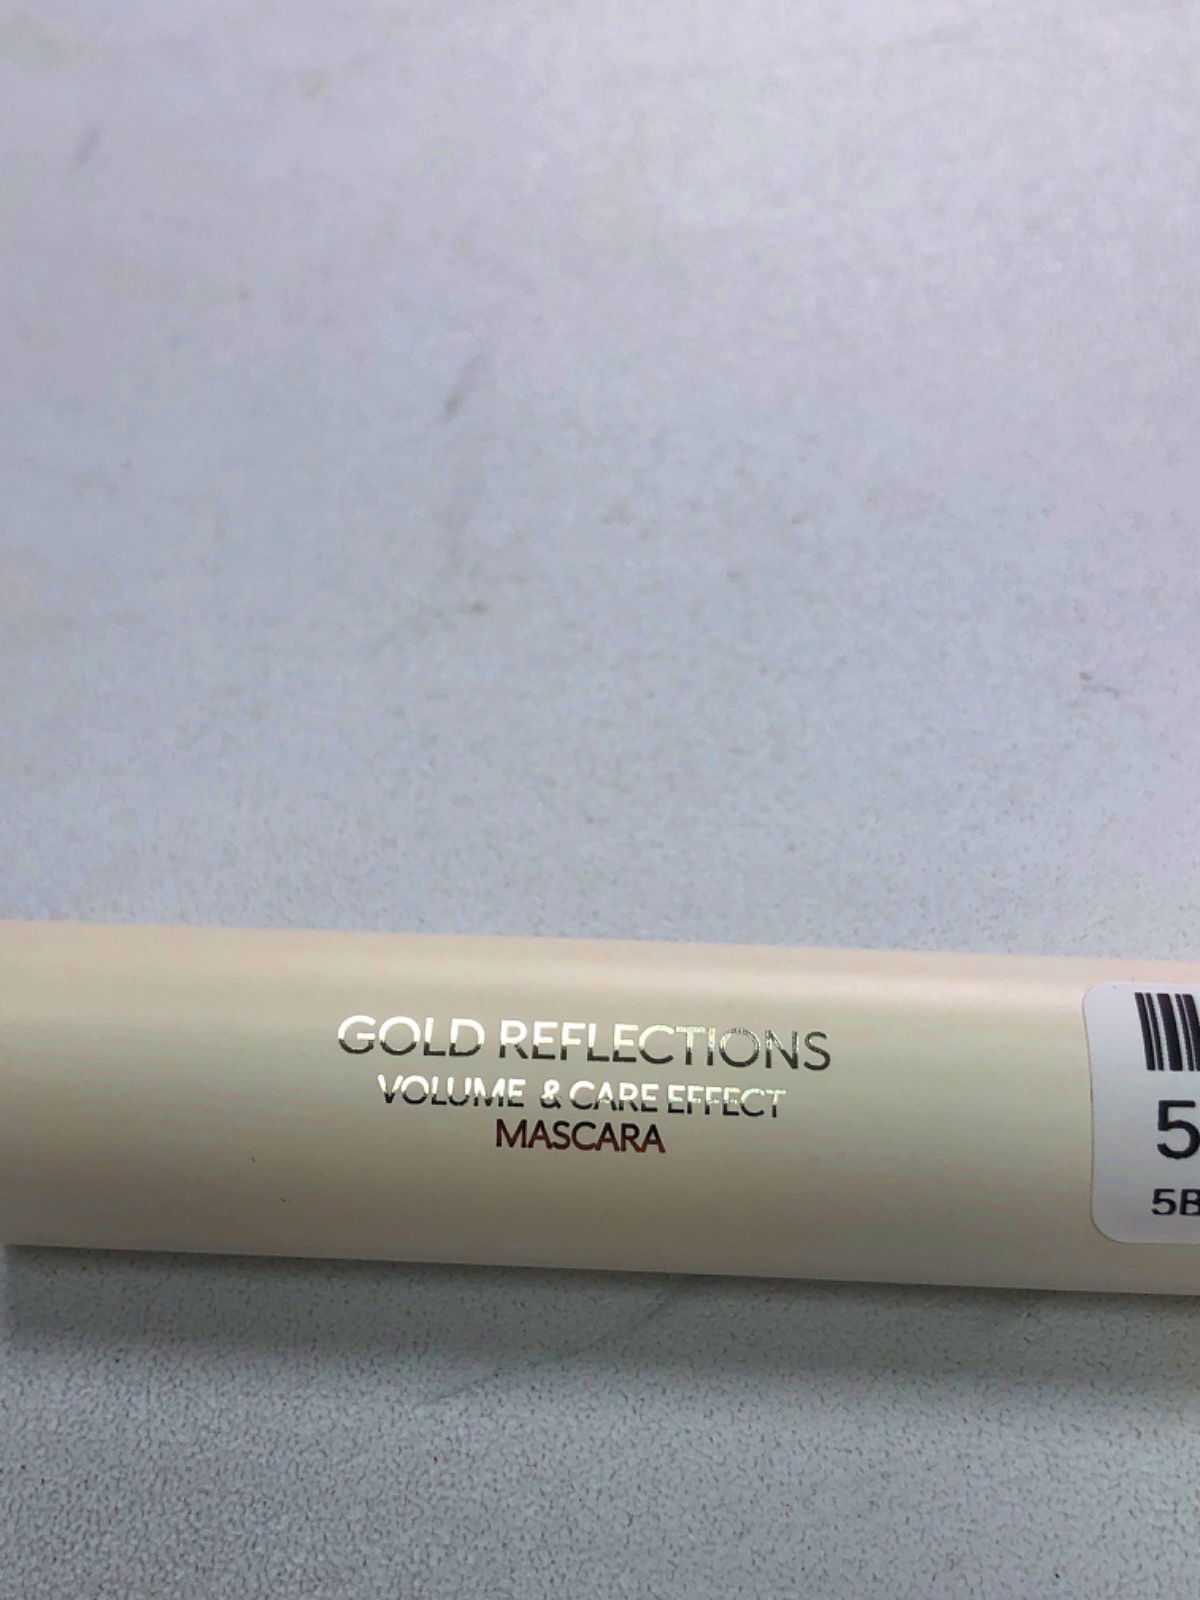 GOLD REFLECTIONS
VOLUME & CARE EFFECT
MASCARA
5
5B